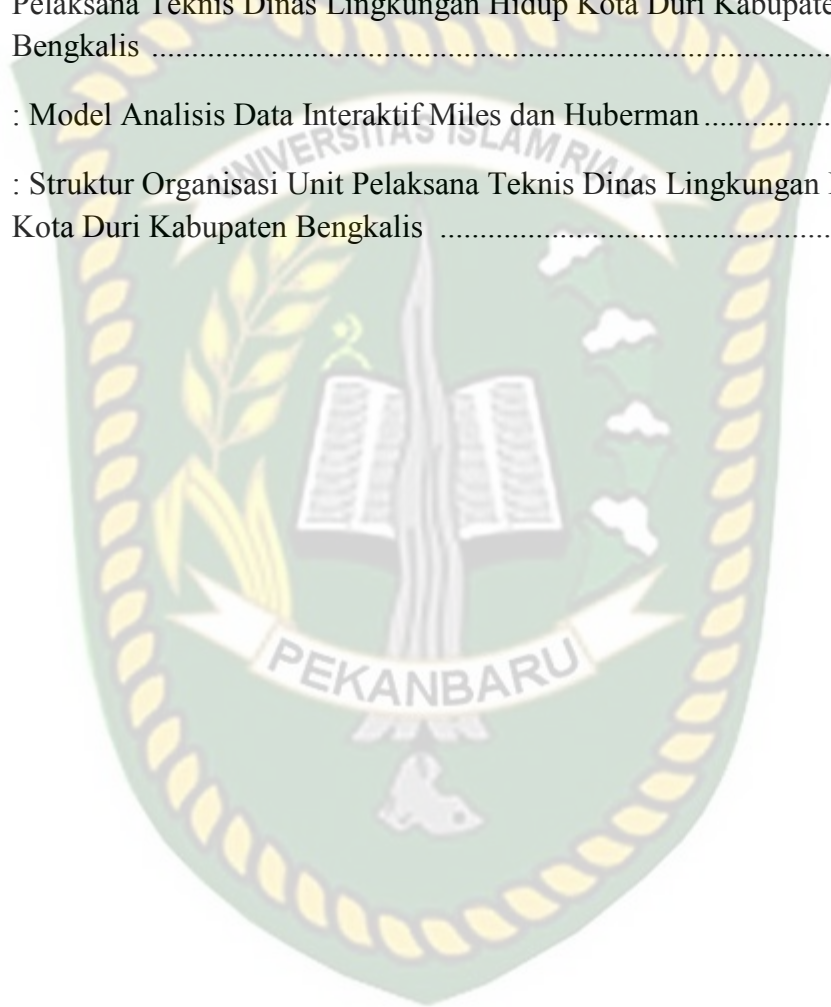 Pelaksana Teknis Dinas Lingkungan Hidup Kota Duri Kabupate
Bengkalis ....................................................................................
: Model Analisis Data Interaktif Miles dan Huberman ................
UNIVERSITAS ISLAM RIAU
: Struktur Organisasi Unit Pelaksana Teknis Dinas Lingkungan
Kota Duri Kabupaten Bengkalis ..................................................
PEKANBARU